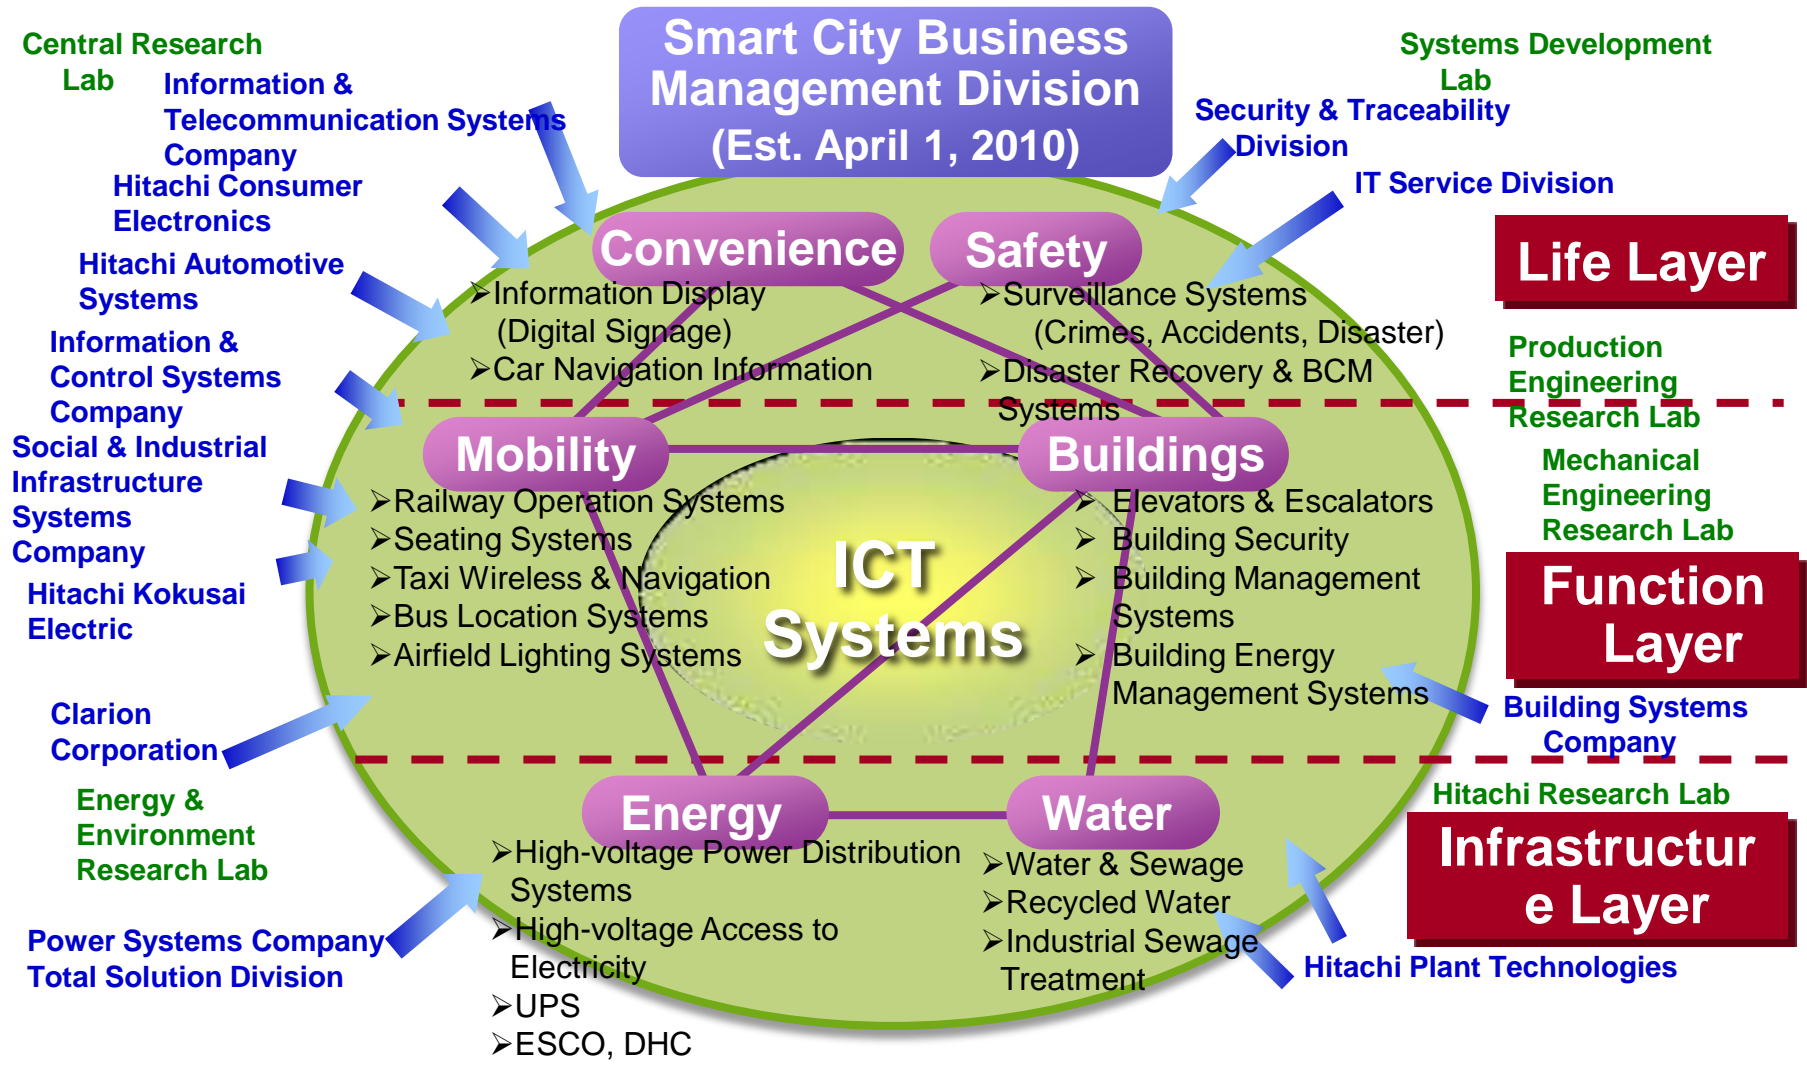 Smart City Business
Management Division
(Est. April 1, 2010)
Central Research
Lab
Information &
Telecommunication Systems
Company
Hitachi Consumer
Electronics
Hitachi Automotive
Systems
Information &
Control Systems
Company
Social & Industrial
Infrastructure
Systems
Company
Hitachi Kokusai
Electric
Clarion
Corporation
Energy &
Environment
Research Lab
Power Systems Company
Total Solution Division
Convenience
➢Information Display
(Digital Signage)
➢Car Navigation Information
Safety
➢Surveillance Systems
(Crimes, Accidents, Disaster)
➢Disaster Recovery & BCM
Systems
Mobility
➢Railway Operation Systems
➢Seating Systems
➢Taxi Wireless & Navigation
➢Bus Location Systems
➢Airfield Lighting Systems
ICT
Systems
Buildings
➢ Elevators & Escalators
➢ Building Security
➢ Building Management
Systems
➢ Building Energy
Management Systems
Energy
➢High-voltage Power Distribution
Systems
➢High-voltage Access to
Electricity
➢UPS
➢ESCO, DHC
Water
➢Water & Sewage
➢Recycled Water
➢Industrial Sewage
Treatment
Systems Development
Lab
Security & Traceability
Division
IT Service Division
Life Layer
Production
Engineering
Research Lab
Mechanical
Engineering
Research Lab
Function
Layer
Building Systems
Company
Hitachi Research Lab
Infrastructur
e Layer
Hitachi Plant Technologies